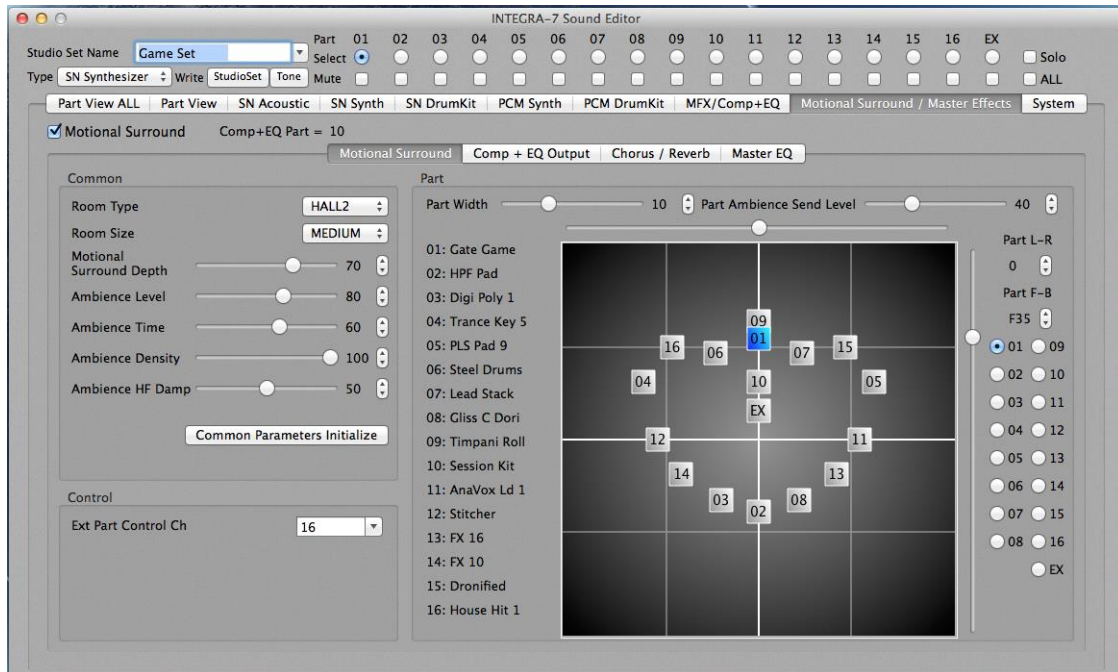 INTEGRA-7 Sound Editor
Part 01 02 03 04 05 06 07 08 09 10 11 12 13 14 15 16 EX
Studio Set Name Game Set Select Solo
Type SN Synthesizer Write StudioSet Tone Mute ALL
Part View ALL Part View SN Acoustic SN Synth SN DrumKit PCM Synth PCM DrumKit MFX/Comp+EQ Motional Surround / Master Effects System
Motional Surround Comp+EQ Part = 10
Motional Surround Comp + EQ Output Chorus / Reverb Master EQ
Common
Room Type HALL2
Room Size MEDIUM
Motional
Surround Depth 70
Ambience Level 80
Ambience Time 60
Ambience Density 100
Ambience HF Damp 50
Common Parameters Initialize
Control
Ext Part Control Ch 16
Part
Part Width 10 Part Ambience Send Level 40
01: Gate Game
02: HPF Pad
03: Digi Poly 1
04: Trance Key 5
05: PLS Pad 9
06: Steel Drums
07: Lead Stack
08: Gliss C Dori
09: Timpani Roll
10: Session Kit
11: AnaVox Ld 1
12: Stitcher
13: FX 16
14: FX 10
15: Dronified
16: House Hit 1
09
01
16 06 07 15
04 10 05
EX
12 11
14 13
03 08
02
Part L-R
0
Part F-B
F35
01 09
02 10
03 11
04 12
05 13
06 14
07 15
08 16
EX